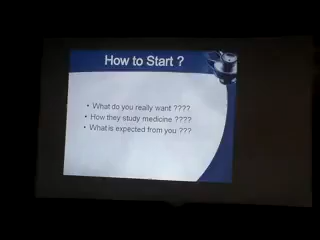 How to Start ?
• What do you really want ????
• How they study medicine ????
• What is expected from you ???